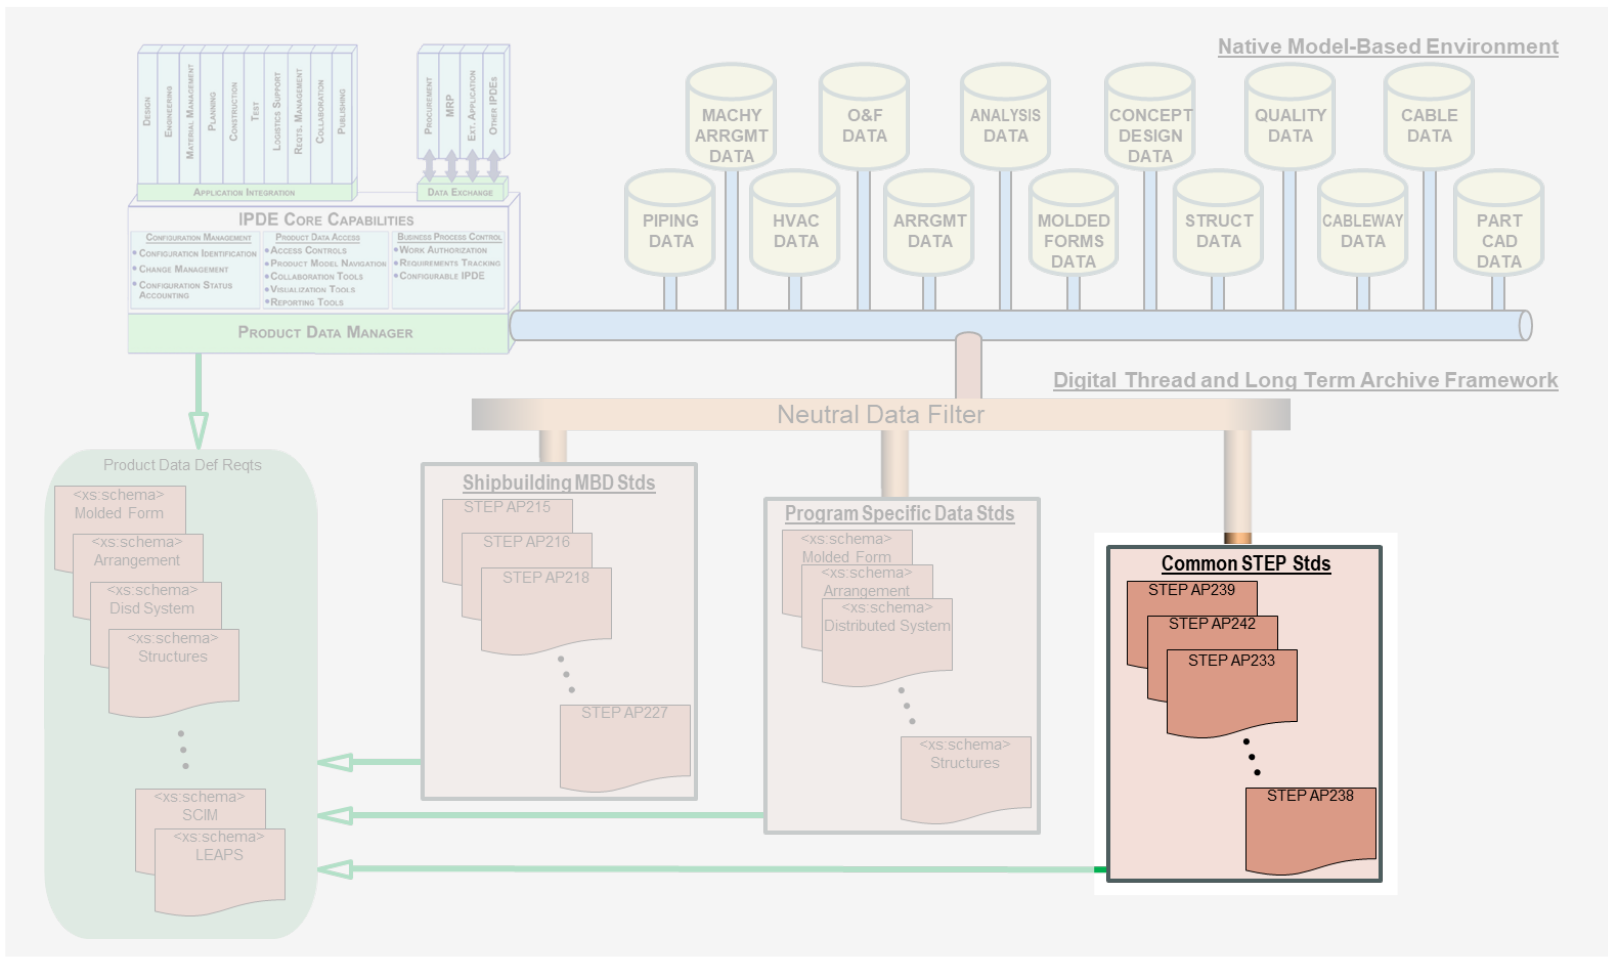 Native Model-Based Environment
DESIGN
ENGINEERING
MATERIAL MANAGEMENT
PLANNING
CONSTRUCTION
TEST
LOGISTICS SUPPORT
REQTS. MANAGEMENT
COLLABORATION
PUBLISHING
APPLICATION INTEGRATION
PROCUREMENT
MRP
EXT. APPLICATION
OTHER IPDES
DATA EXCHANGE
IPDE CORE CAPABILITIES
CONFIGURATION MANAGEMENT
•CONFIGURATION IDENTIFICATION
•CHANGE MANAGEMENT
•CONFIGURATION STATUS
ACCOUNTING
PRODUCT DATA ACCESS
•ACCESS CONTROLS
•PRODUCT MODEL NAVIGATION
•COLLABORATION TOOLS
•VISUALIZATION TOOLS
•REPORTING TOOLS
BUSINESS PROCESS CONTROL
•WORK AUTHORIZATION
•REQUIREMENTS TRACKING
•CONFIGURABLE IPDE
PRODUCT DATA MANAGER
MACHY
ARRGMT
DATA
O&F
DATA
ANALYSIS
DATA
CONCEPT
DESIGN
DATA
QUALITY
DATA
CABLE
DATA
PIPING
DATA
HVAC
DATA
ARRGMT
DATA
MOLDED
FORMS
DATA
STRUCT
DATA
CABLEWAY
DATA
PART
CAD
DATA
Digital Thread and Long Term Archive Framework
Neutral Data Filter
Product Data Def Reqts
<xs:schema>
Molded Form
<xs:schema>
Arrangement
<xs:schema>
Disd System
<xs:schema>
Structures
<xs:schema>
SCIM
<xs:schema>
LEAPS
Shipbuilding MBD Stds
STEP AP215
STEP AP216
STEP AP218
STEP AP227
Program Specific Data Stds
<xs:schema>
Molded Form
<xs:schema>
Arrangement
<xs:schema>
Distributed System
<xs:schema>
Structures
Common STEP Stds
STEP AP239
STEP AP242
STEP AP233
STEP AP238